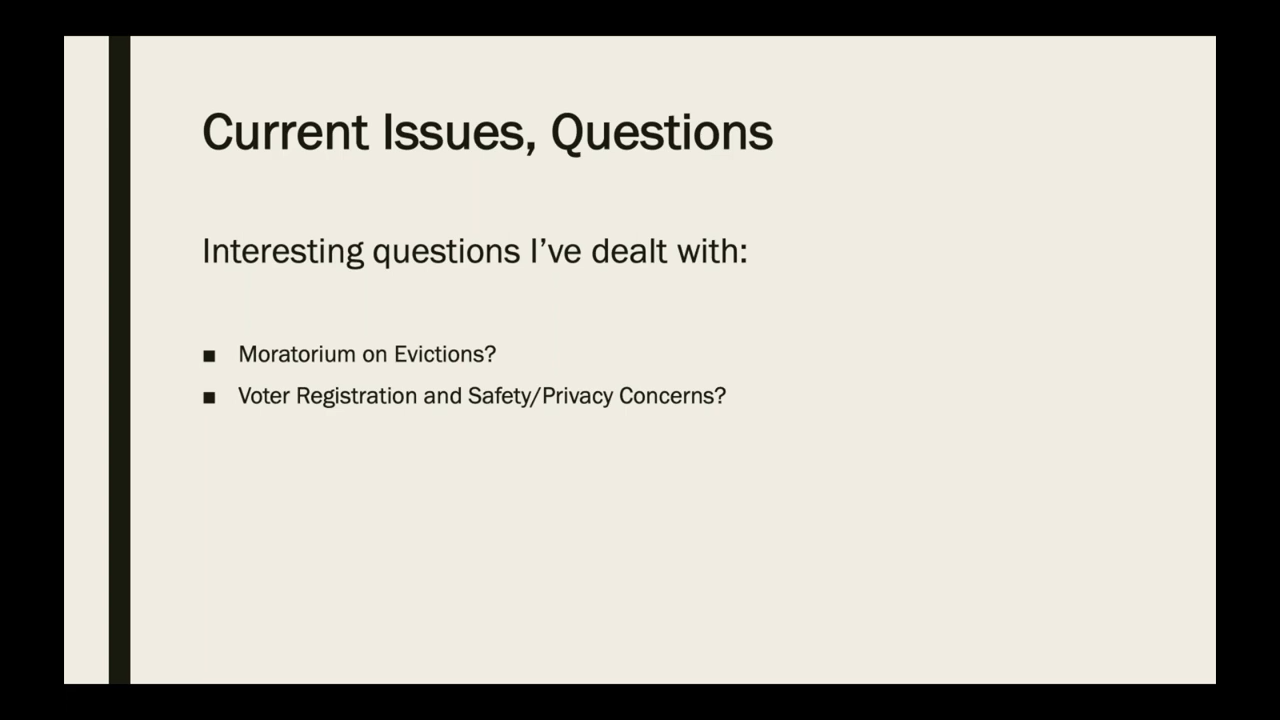 Current Issues, Questions
Interesting questions I’ve dealt with:
■ Moratorium on Evictions?
■ Voter Registration and Safety/Privacy Concerns?